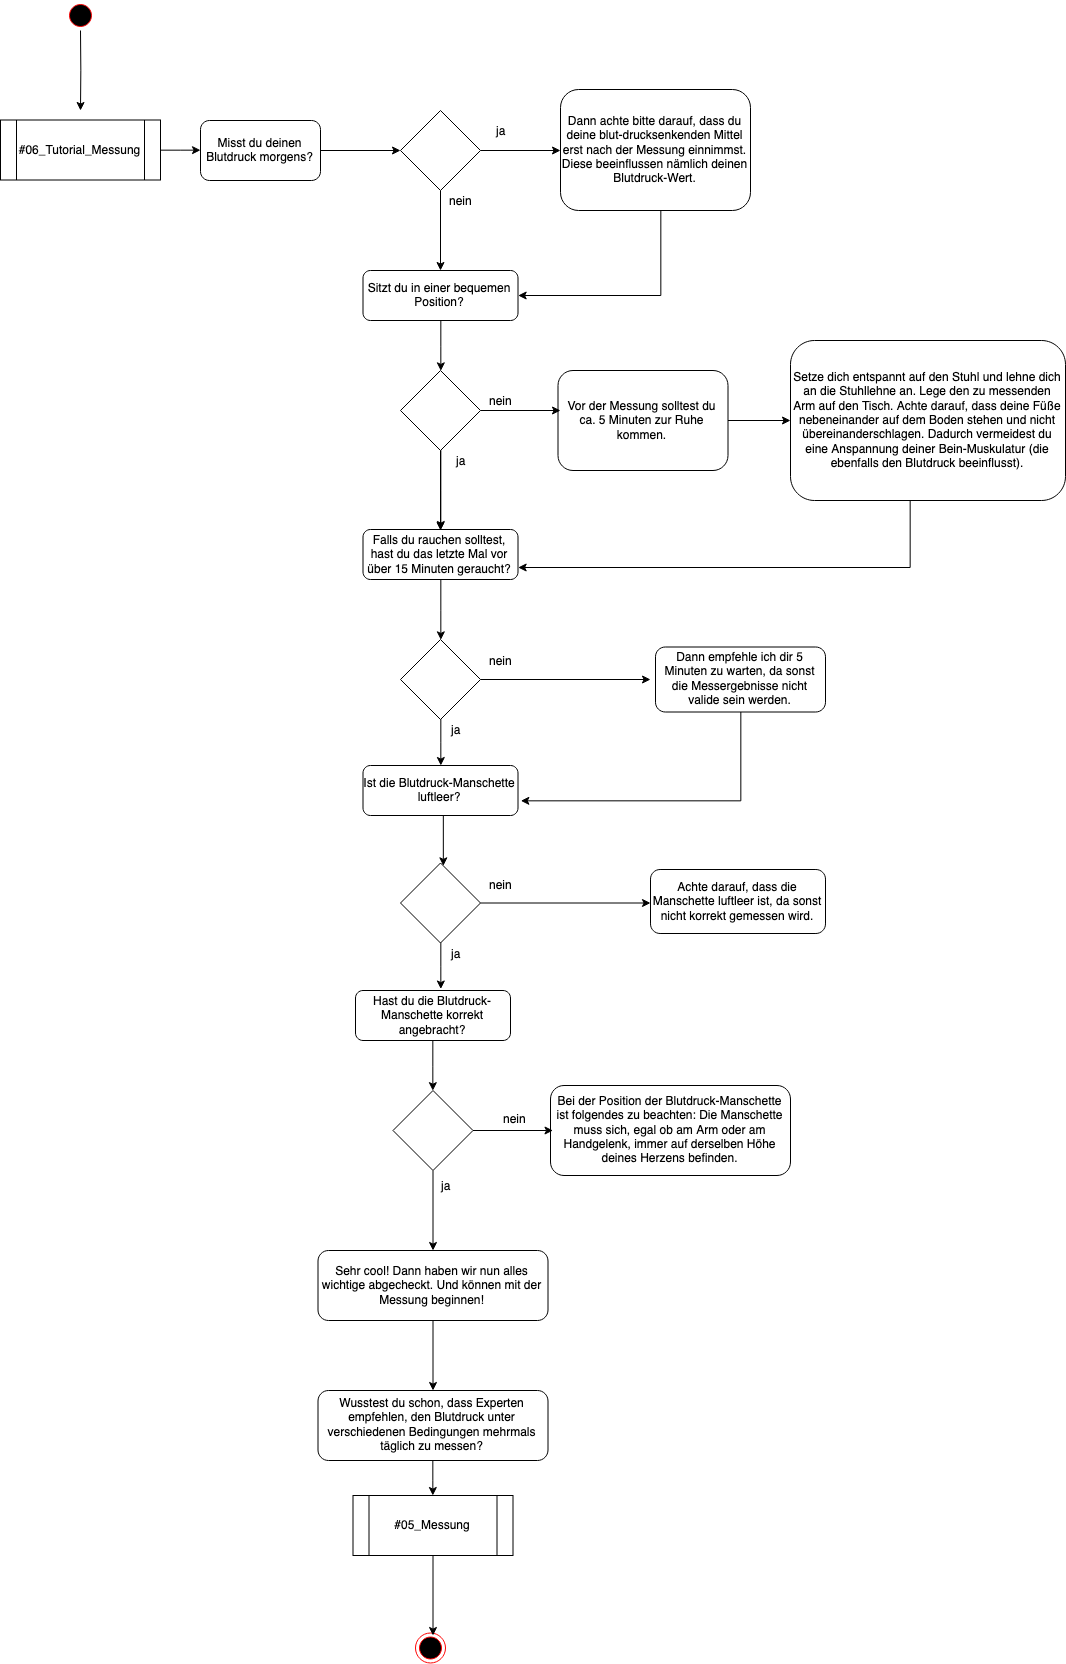 #06_Tutorial_Messung
Misst du deinen
Blutdruck morgens?
ja
nein
Dann achte bitte darauf, dass du
deine blut-drucksenkenden Mittel
erst nach der Messung einnimmst.
Diese beeinflussen nämlich deinen
Blutdruck-Wert.
Sitzt du in einer bequemen
Position?
nein
ja
Vor der Messung solltest du
ca. 5 Minuten zur Ruhe
kommen.
Setze dich entspannt auf den Stuhl und lehne dich
an die Stuhllehne an. Lege den zu messenden
Arm auf den Tisch. Achte darauf, dass deine Füße
nebeneinander auf dem Boden stehen und nicht
übereinanderschlagen. Dadurch vermeidest du
eine Anspannung deiner Bein-Muskulatur (die
ebenfalls den Blutdruck beeinflusst).
Falls du rauchen solltest,
hast du das letzte Mal vor
über 15 Minuten geraucht?
nein
ja
Dann empfehle ich dir 5
Minuten zu warten, da sonst
die Messergebnisse nicht
valide sein werden.
Ist die Blutdruck-Manschette
luftleer?
nein
ja
Achte darauf, dass die
Manschette luftleer ist, da sonst
nicht korrekt gemessen wird.
Hast du die Blutdruck-
Manschette korrekt
angebracht?
nein
ja
Bei der Position der Blutdruck-Manschette
ist folgendes zu beachten: Die Manschette
muss sich, egal ob am Arm oder am
Handgelenk, immer auf derselben Höhe
deines Herzens befinden.
Sehr cool! Dann haben wir nun alles
wichtige abgecheckt. Und können mit der
Messung beginnen!
Wusstest du schon, dass Experten
empfehlen, den Blutdruck unter
verschiedenen Bedingungen mehrmals
täglich zu messen?
#05_Messung